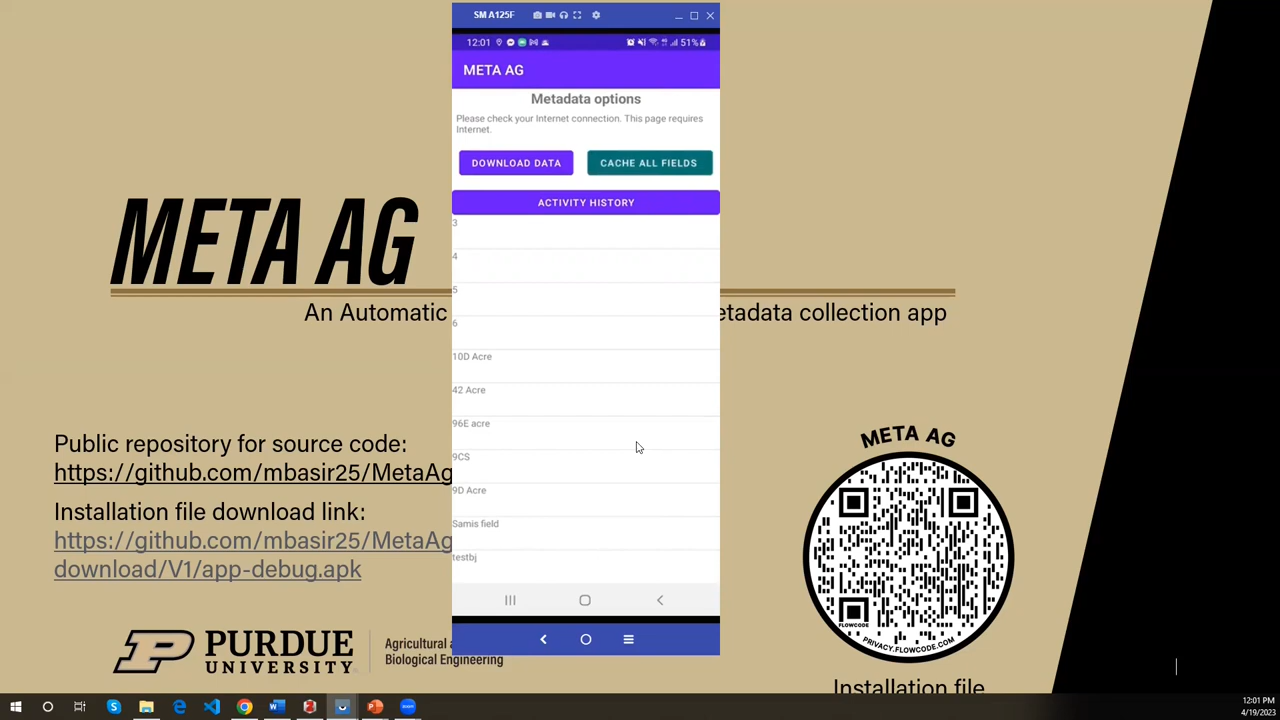 SM A125F
12:01
51%
META AG
Metadata options
Please check your Internet connection. This page requires
Internet.
DOWNLOAD DATA
CACHE ALL FIELDS
ACTIVITY HISTORY
3
4
5
6
10D Acre
42 Acre
96E acre
9CS
9D Acre
Samis field
testbj
META AG
An Automatic
etadata collection app
Public repository for source code:
https://github.com/mbasir25/MetaAg
Installation file download link:
https://github.com/mbasir25/MetaAg
download/V1/app-debug.apk
PURDUE
UNIVERSITY
Agricultural a
Biological Engineering
META AG
FLOWCODE
PRIVACY.FLOWCODE.COM
Installation file
12:01 PM
4/19/2023